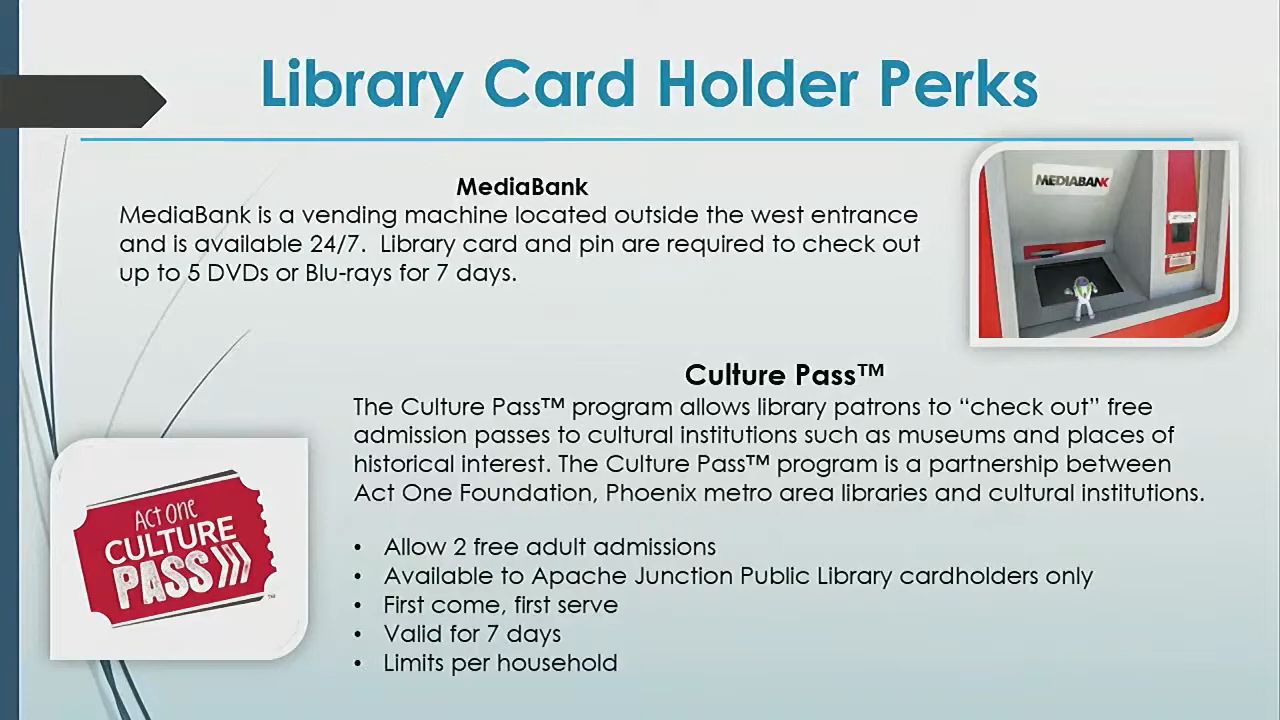 Library Card Holder Perks
MediaBank
MediaBank is a vending machine located outside the west entrance
and is available 24/7.  Library card and pin are required to check out
up to 5 DVDs or Blu-rays for 7 days.
MEDIABANK
Culture Pass™
The Culture Pass™ program allows library patrons to “check out” free
admission passes to cultural institutions such as museums and places of
historical interest. The Culture Pass™ program is a partnership between
Act One Foundation, Phoenix metro area libraries and cultural institutions.
ACT ONE
CULTURE
PASS
™
• Allow 2 free adult admissions
• Available to Apache Junction Public Library cardholders only
• First come, first serve
• Valid for 7 days
• Limits per household